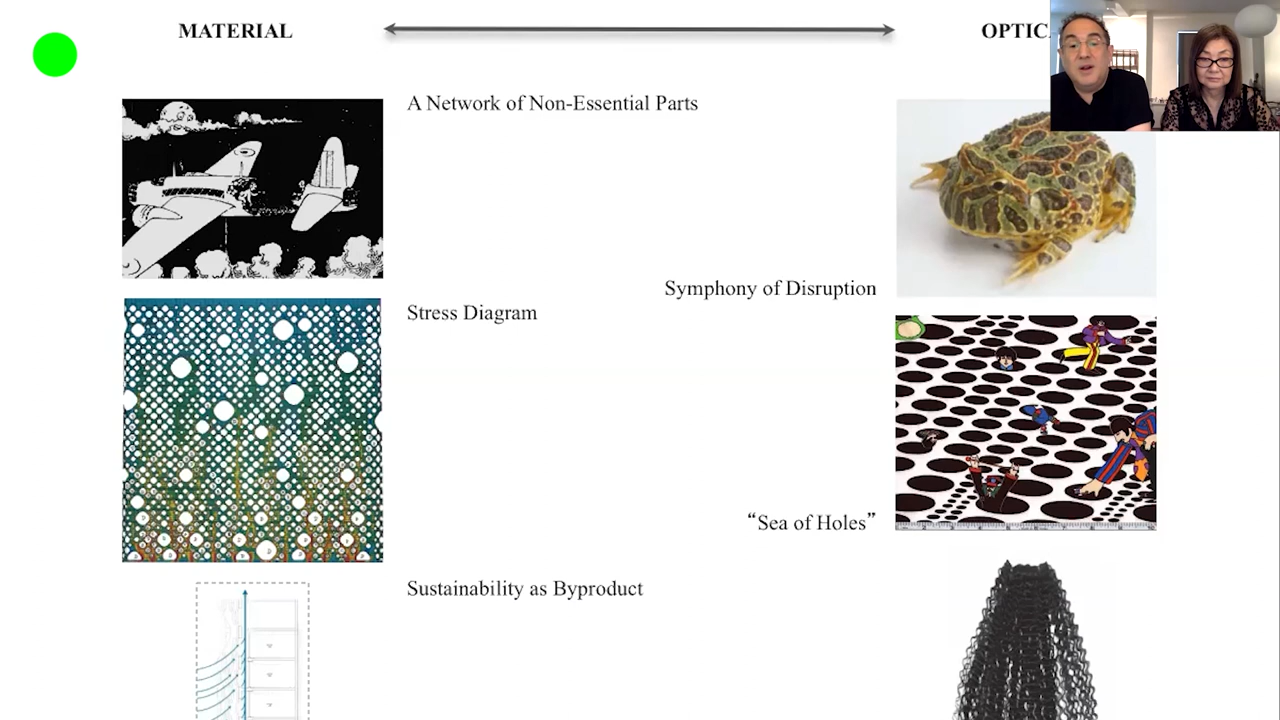 MATERIAL
OPTIC
A Network of Non-Essential Parts
Symphony of Disruption
Stress Diagram
“Sea of Holes”
Sustainability as Byproduct